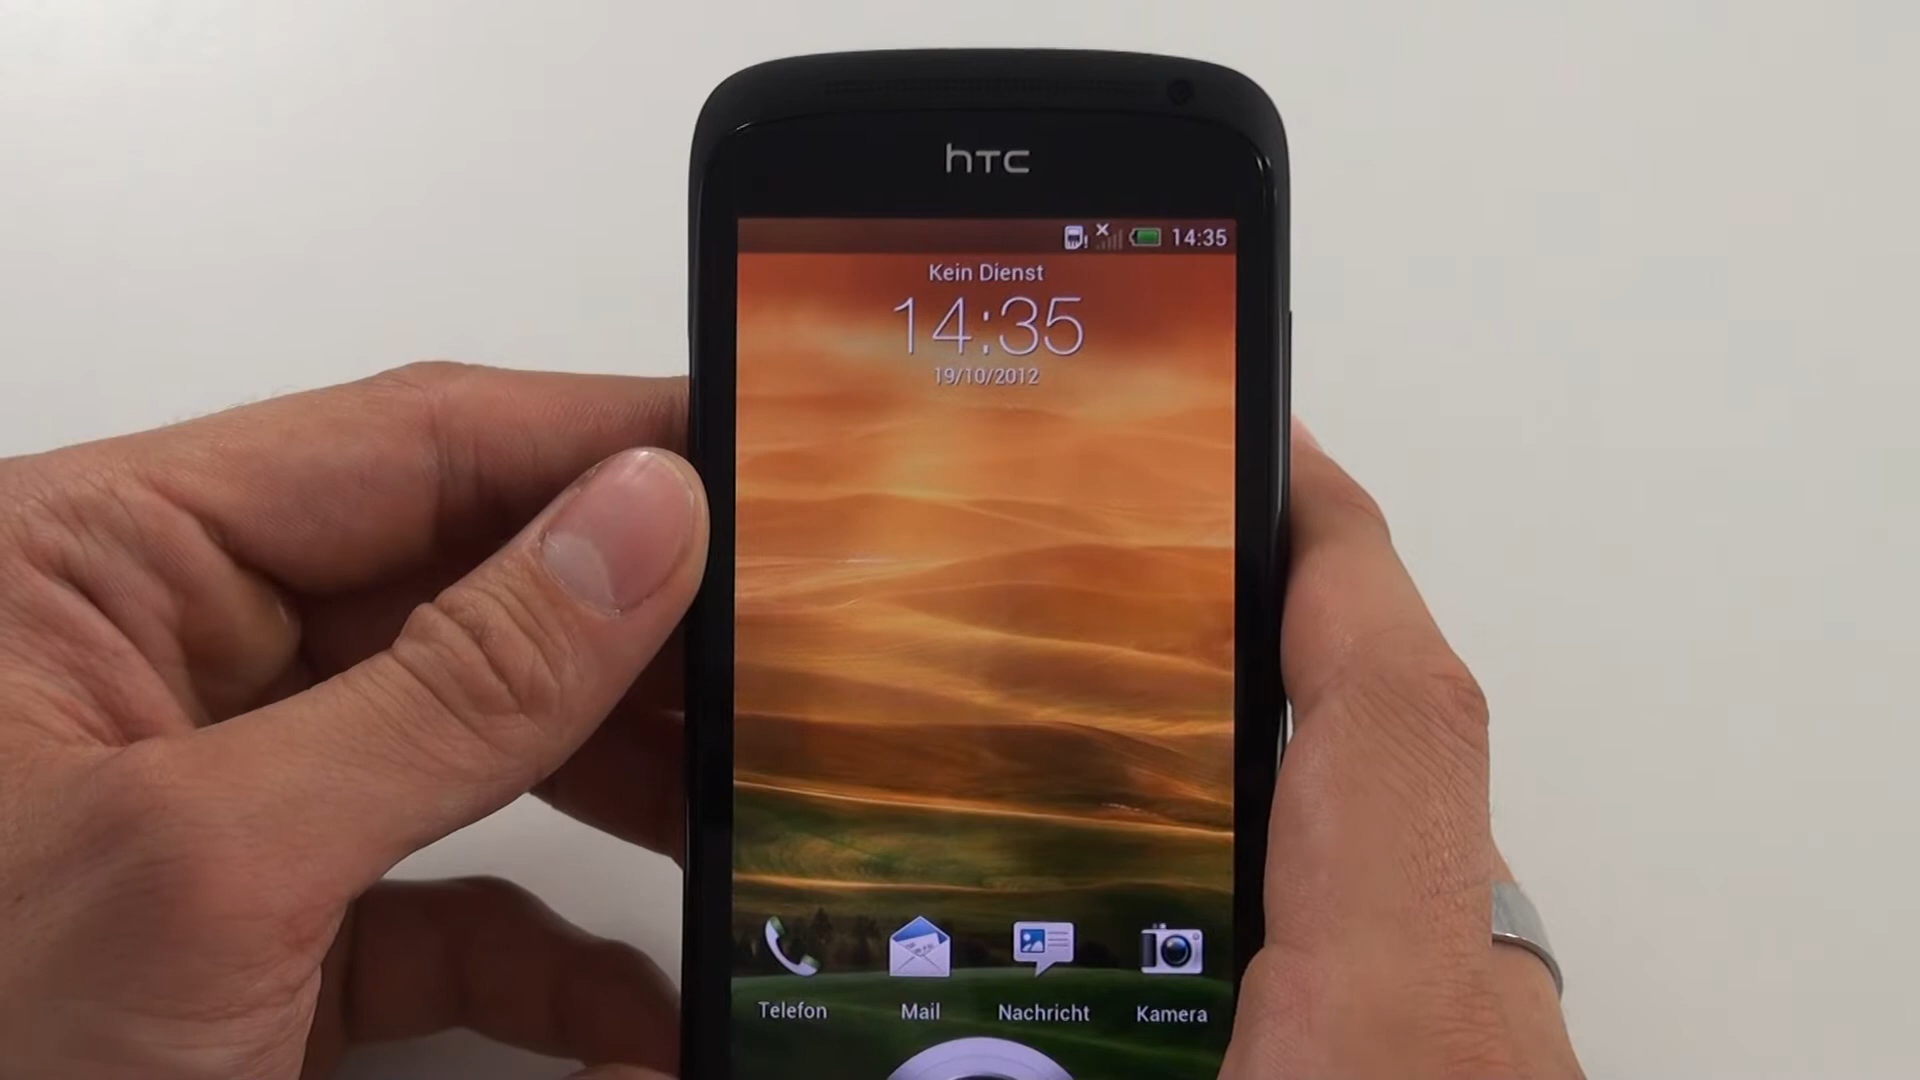 hTC
14:35
Kein Dienst
14:35
19/10/2012
Telefon Mail Nachricht Kamera